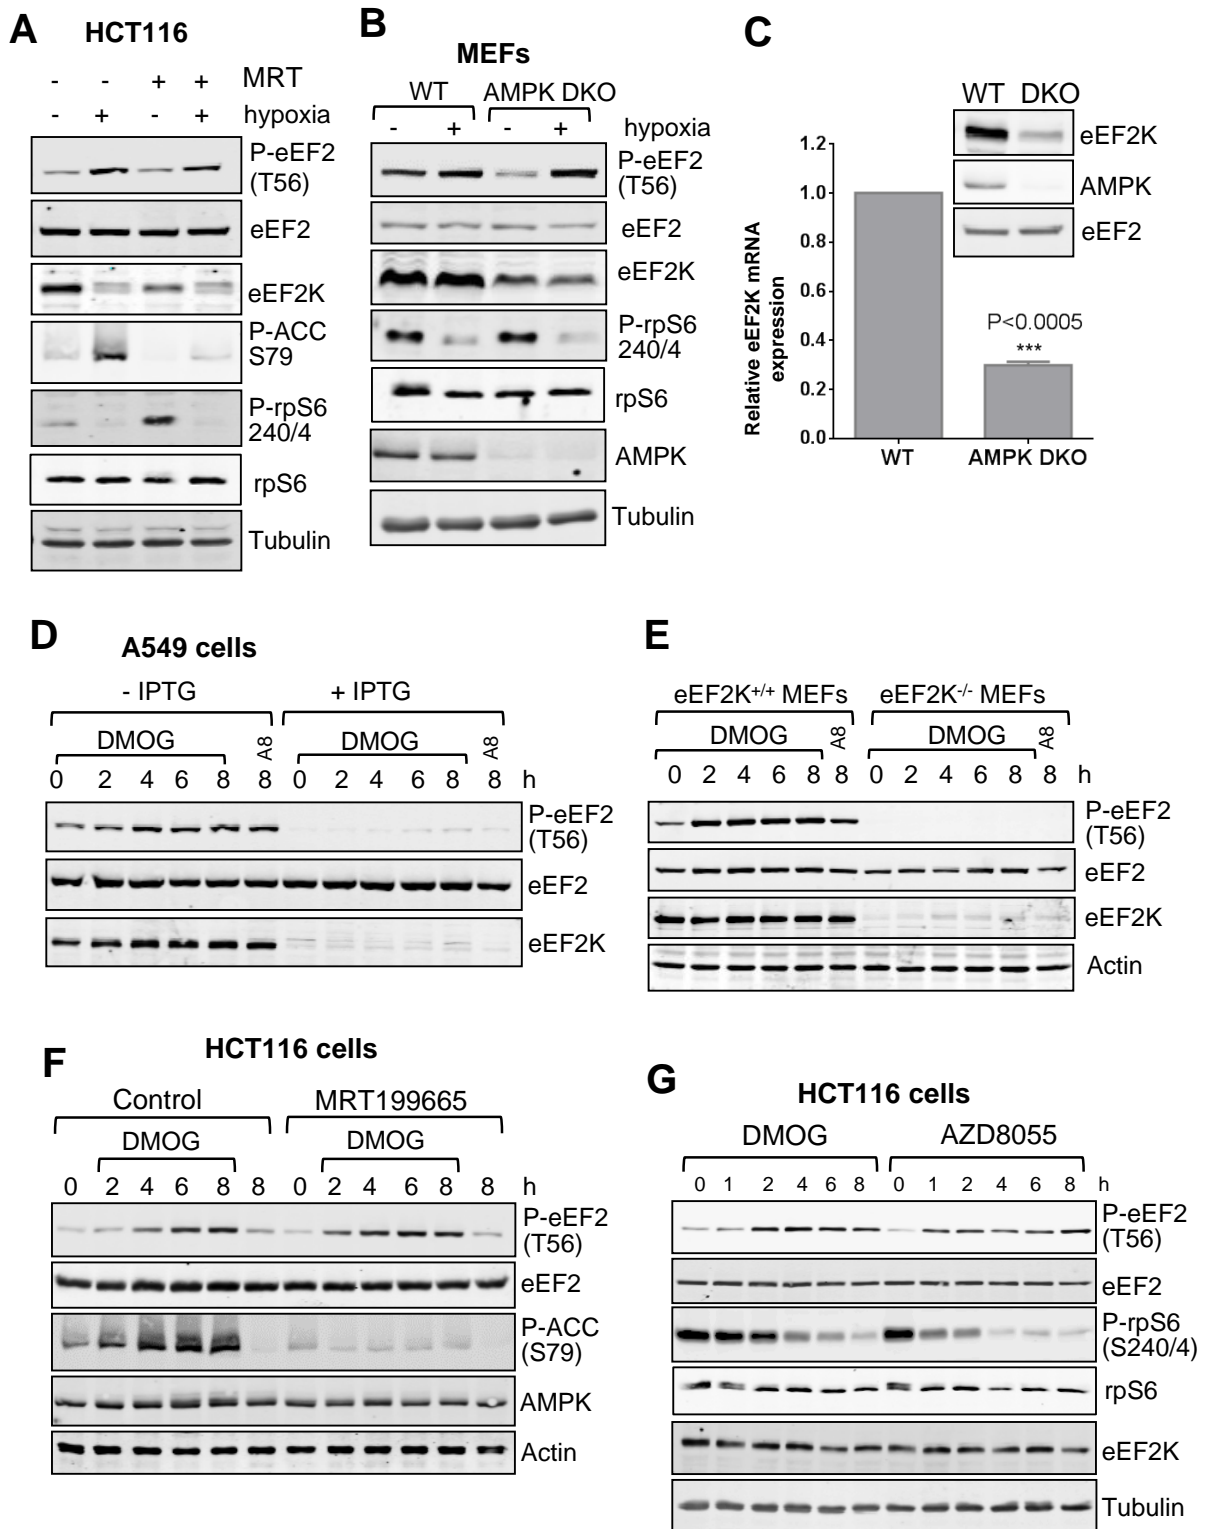 A
HCT116
- - + + MRT
- + - + hypoxia
P-eEF2
(T56)
eEF2
eEF2K
P-ACC
S79
P-rpS6
240/4
rpS6
Tubulin
B
MEFs
WT AMPK DKO
- + - + hypoxia
P-eEF2
(T56)
eEF2
eEF2K
P-rpS6
240/4
rpS6
AMPK
Tubulin
C
WT DKO
eEF2K
AMPK
eEF2
Relative eEF2K mRNA
expression
1.2
1.0
0.8
0.6
0.4
0.2
0.0
P<0.0005
***
WT AMPK DKO
D
A549 cells
- IPTG + IPTG
DMOG A8 DMOG A8
0 2 4 6 8 8 0 2 4 6 8 8 h
P-eEF2
(T56)
eEF2
eEF2K
E
eEF2K+/+ MEFs eEF2K-/- MEFs
DMOG A8 DMOG A8
0 2 4 6 8 8 0 2 4 6 8 8 h
P-eEF2
(T56)
eEF2
eEF2K
Actin
F
HCT116 cells
Control MRT199665
DMOG DMOG
0 2 4 6 8 8 0 2 4 6 8 8 h
P-eEF2
(T56)
eEF2
P-ACC
(S79)
AMPK
Actin
G
HCT116 cells
DMOG AZD8055
0 1 2 4 6 8 0 1 2 4 6 8 h
P-eEF2
(T56)
eEF2
P-rpS6
(S240/4)
rpS6
eEF2K
Tubulin